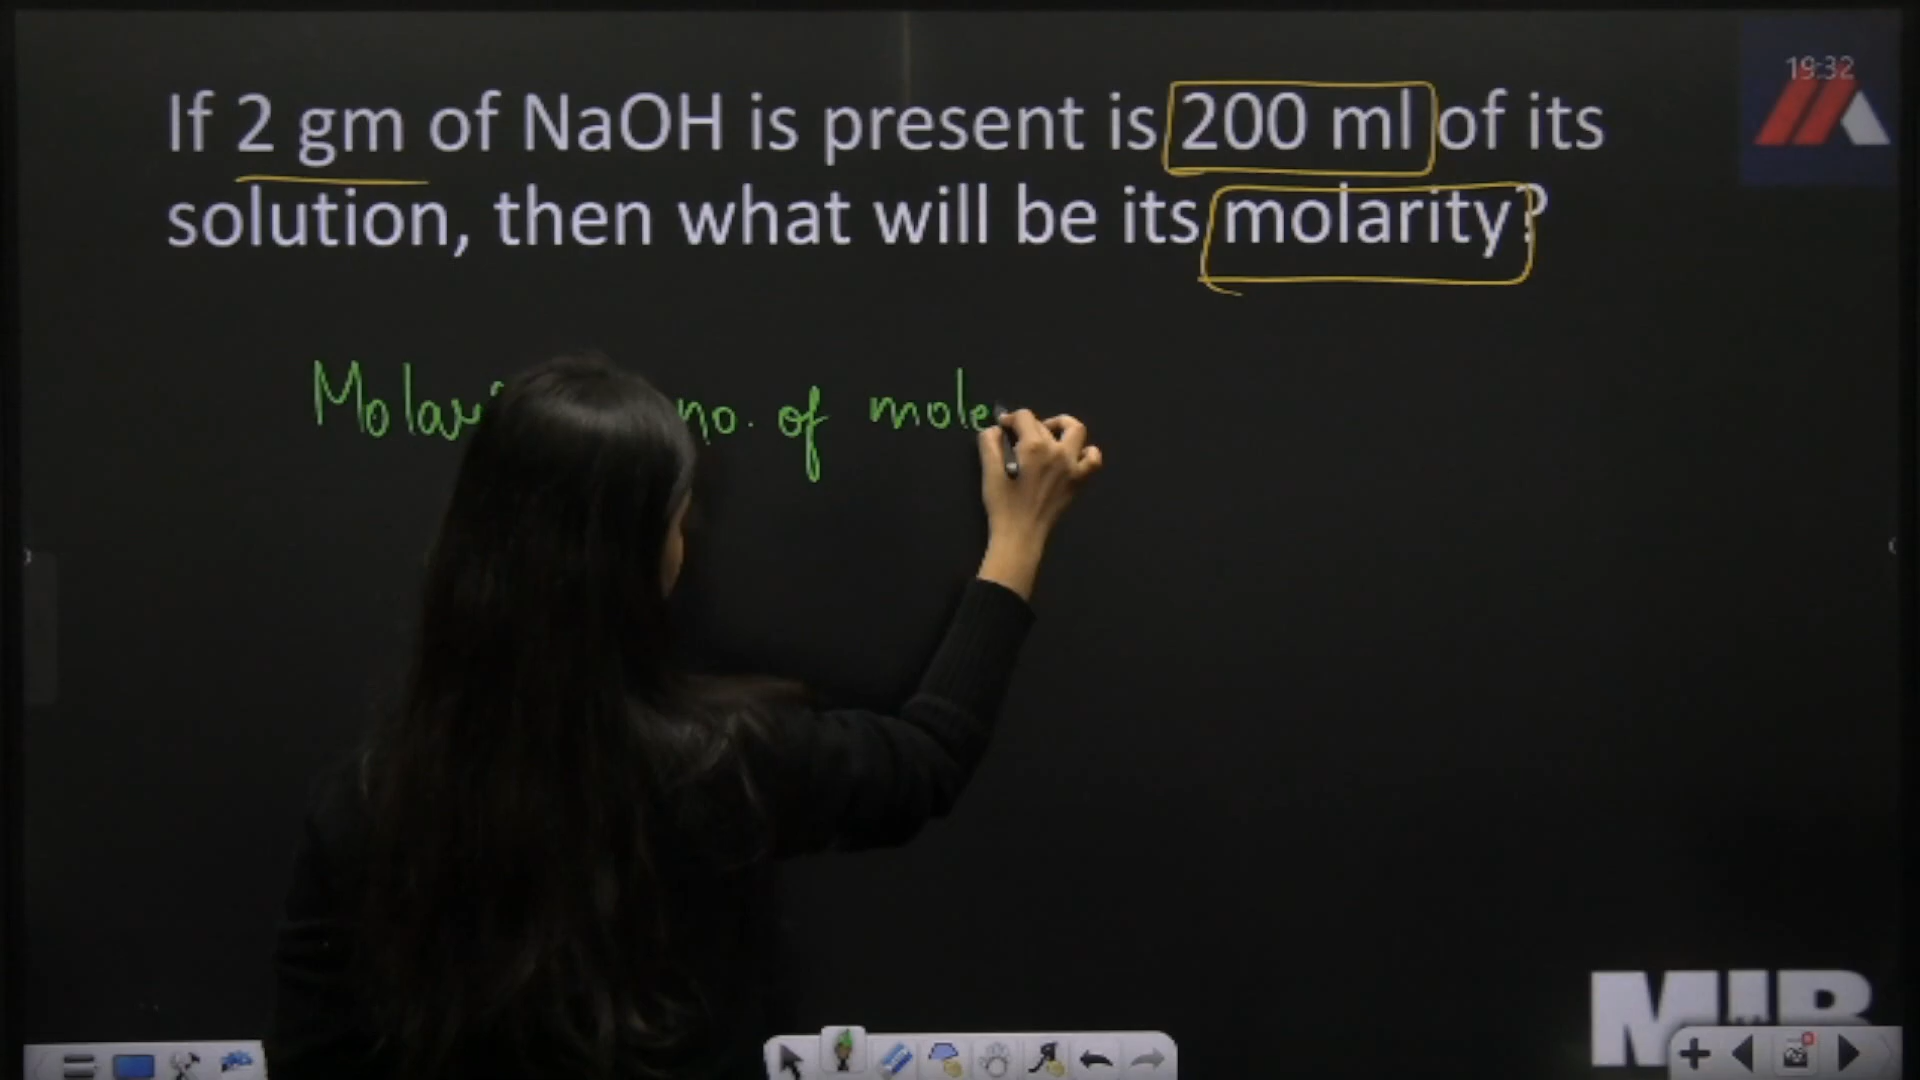 19:32
If 2 gm of NaOH is present is 200 ml of its
solution, then what will be its molarity?
no. of mole